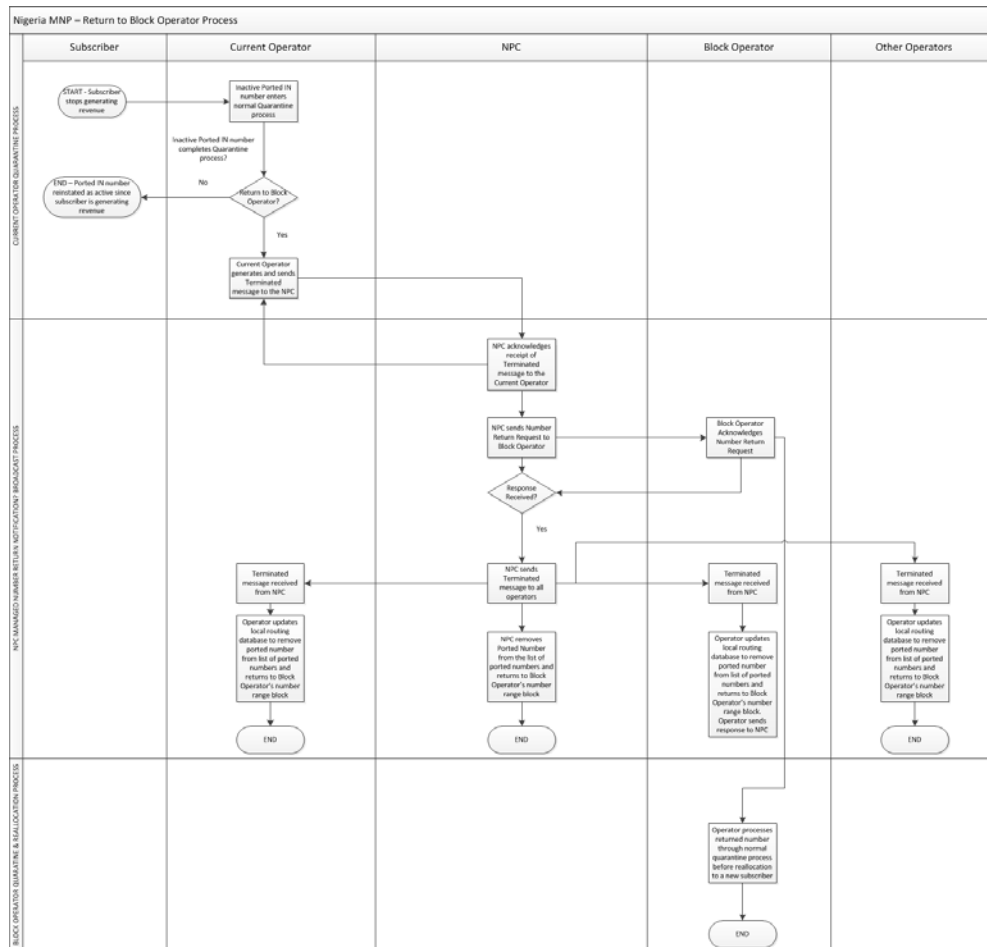 Nigeria MNP – Return to Block Operator Process
Subscriber
Current Operator
NPC
Block Operator
Other Operators
CURRENT OPERATOR QUARANTINE PROCESS
START - Subscriber
stops generating
revenue
Inactive Ported IN
number enters
normal Quarantine
process
Inactive Ported IN number
completes Quarantine
process?
END – Ported IN number
reinstated as active since
subscriber is generating
revenue
No
Return to Block
Operator?
Yes
Current Operator
generates and sends
Terminated
message to the NPC
NPC MANAGED NUMBER RETURN NOTIFICATION? BROADCAST PROCESS
NPC acknowledges
receipt of
Terminated
message to the
Current Operator
NPC sends Number
Return Request to
Block Operator
Block Operator
Acknowledges
Number Return
Request
Response
Received?
Yes
Terminated
message received
from NPC
NPC sends
Terminated
message to all
operators
Terminated
message received
from NPC
Terminated
message received
from NPC
Operator updates
local routing
database to remove
ported number
from list of ported
numbers and
returns to Block
Operator's number
range block
NPC removes
Ported Number
from the list of
ported numbers and
returns to Block
Operator's number
range block
Operator updates
local routing
database to remove
ported number
from list of ported
numbers and
returns to Block
Operator's number
range block.
Operator sends
response to NPC
Operator updates
local routing
database to remove
ported number
from list of ported
numbers and
returns to Block
Operator's number
range block
END
END
END
BLOCK OPERATOR QUARATINE & REALLOCATION PROCESS
Operator processes
returned number
through normal
quarantine process
before reallocation
to a new subscriber
END